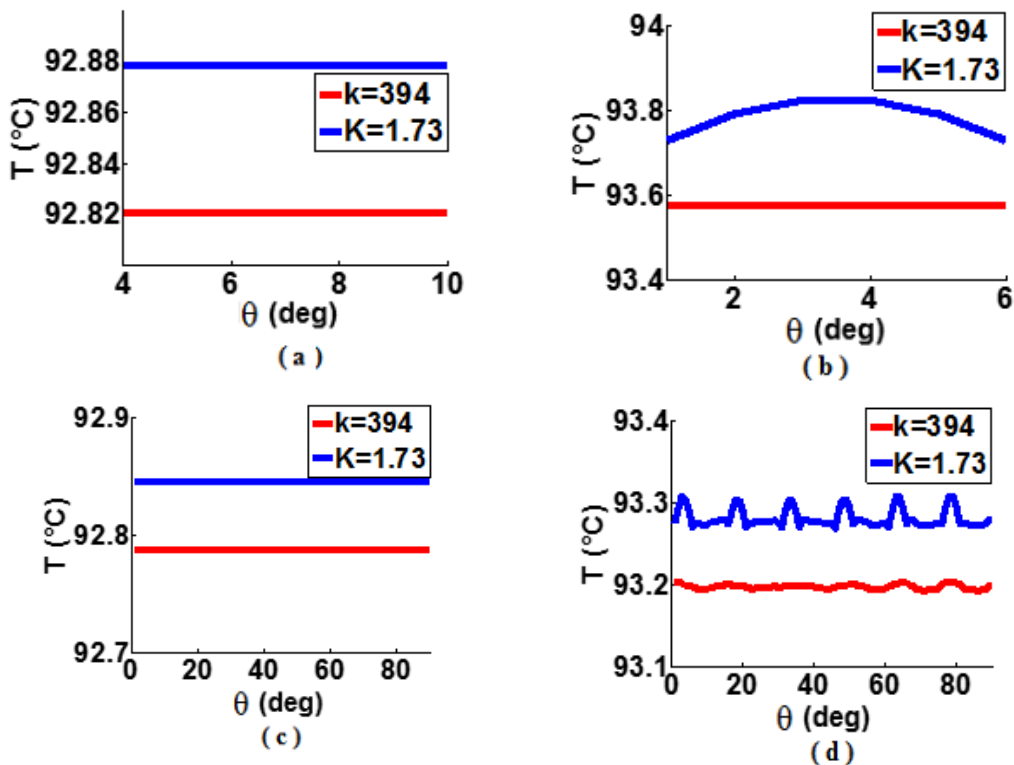 92.88
92.86
92.84
92.82
T (°C)
k=394
K=1.73
4
6
8
10
θ (deg)
( a )
94
93.8
93.6
93.4
T (°C)
k=394
K=1.73
2
4
6
θ (deg)
( b )
92.9
92.8
92.7
T (°C)
k=394
K=1.73
0
20
40
60
80
θ (deg)
( c )
93.4
93.3
93.2
93.1
T (°C)
k=394
K=1.73
0
20
40
60
80
θ (deg)
( d )